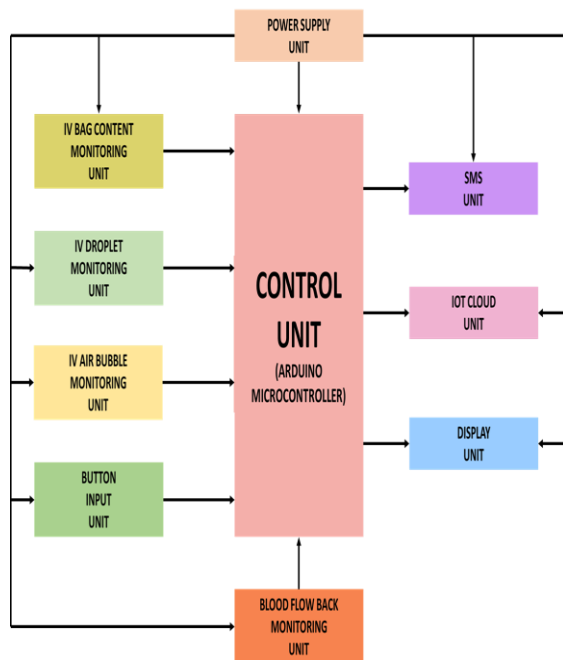 POWER SUPPLY
UNIT
IV BAG CONTENT
MONITORING
UNIT
SMS
UNIT
IV DROPLET
MONITORING
UNIT
CONTROL
UNIT
(ARDUINO
MICROCONTROLLER)
IOT CLOUD
UNIT
IV AIR BUBBLE
MONITORING
UNIT
DISPLAY
UNIT
BUTTON
INPUT
UNIT
BLOOD FLOW BACK
MONITORING
UNIT